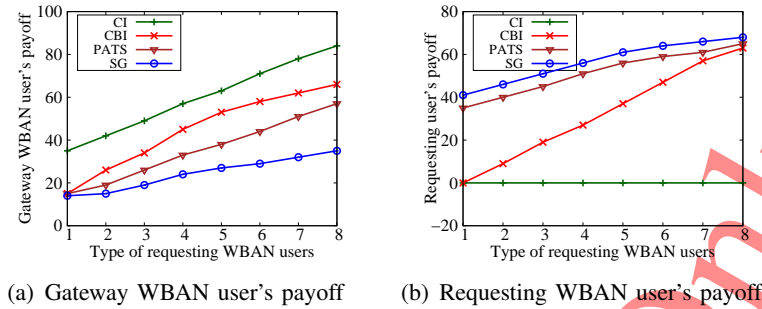 CI
CBI
PATS
SG
Gateway WBAN user's payoff
100
80
60
40
20
0
1 2 3 4 5 6 7 8
Type of requesting WBAN users
(a) Gateway WBAN user's payoff
CI
CBI
PATS
SG
Requesting user's payoff
80
60
40
20
0
−20
1 2 3 4 5 6 7 8
Type of requesting WBAN users
(b) Requesting WBAN user's payoff